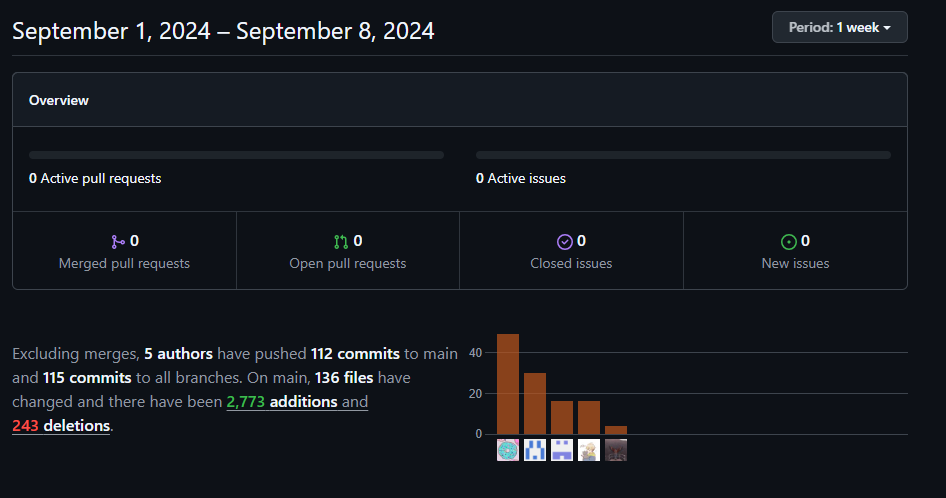 September 1, 2024 – September 8, 2024
Period: 1 week
Overview
0 Active pull requests
0 Active issues
0
Merged pull requests
0
Open pull requests
0
Closed issues
0
New issues
Excluding merges, 5 authors have pushed 112 commits to main
and 115 commits to all branches. On main, 136 files have
changed and there have been 2,773 additions and
243 deletions.
40
20
0